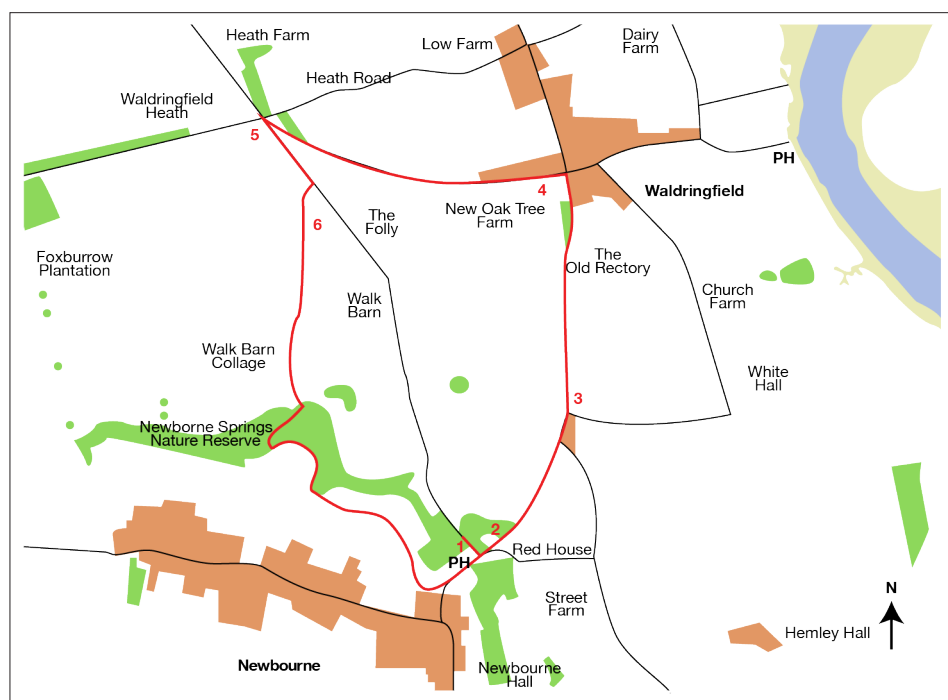 Heath Farm
Low Farm
Dairy
Farm
Heath Road
Waldringfield
Heath
5
PH
4
Waldringfield
New Oak Tree
Farm
6
The
Folly
The
Old Rectory
Foxburrow
Plantation
Church
Farm
Walk
Barn
Walk Barn
Collage
White
Hall
3
Newborne Springs
Nature Reserve
2
1
PH
Red House
Street
Farm
N
Hemley Hall
Newbourne
Newbourne
Hall